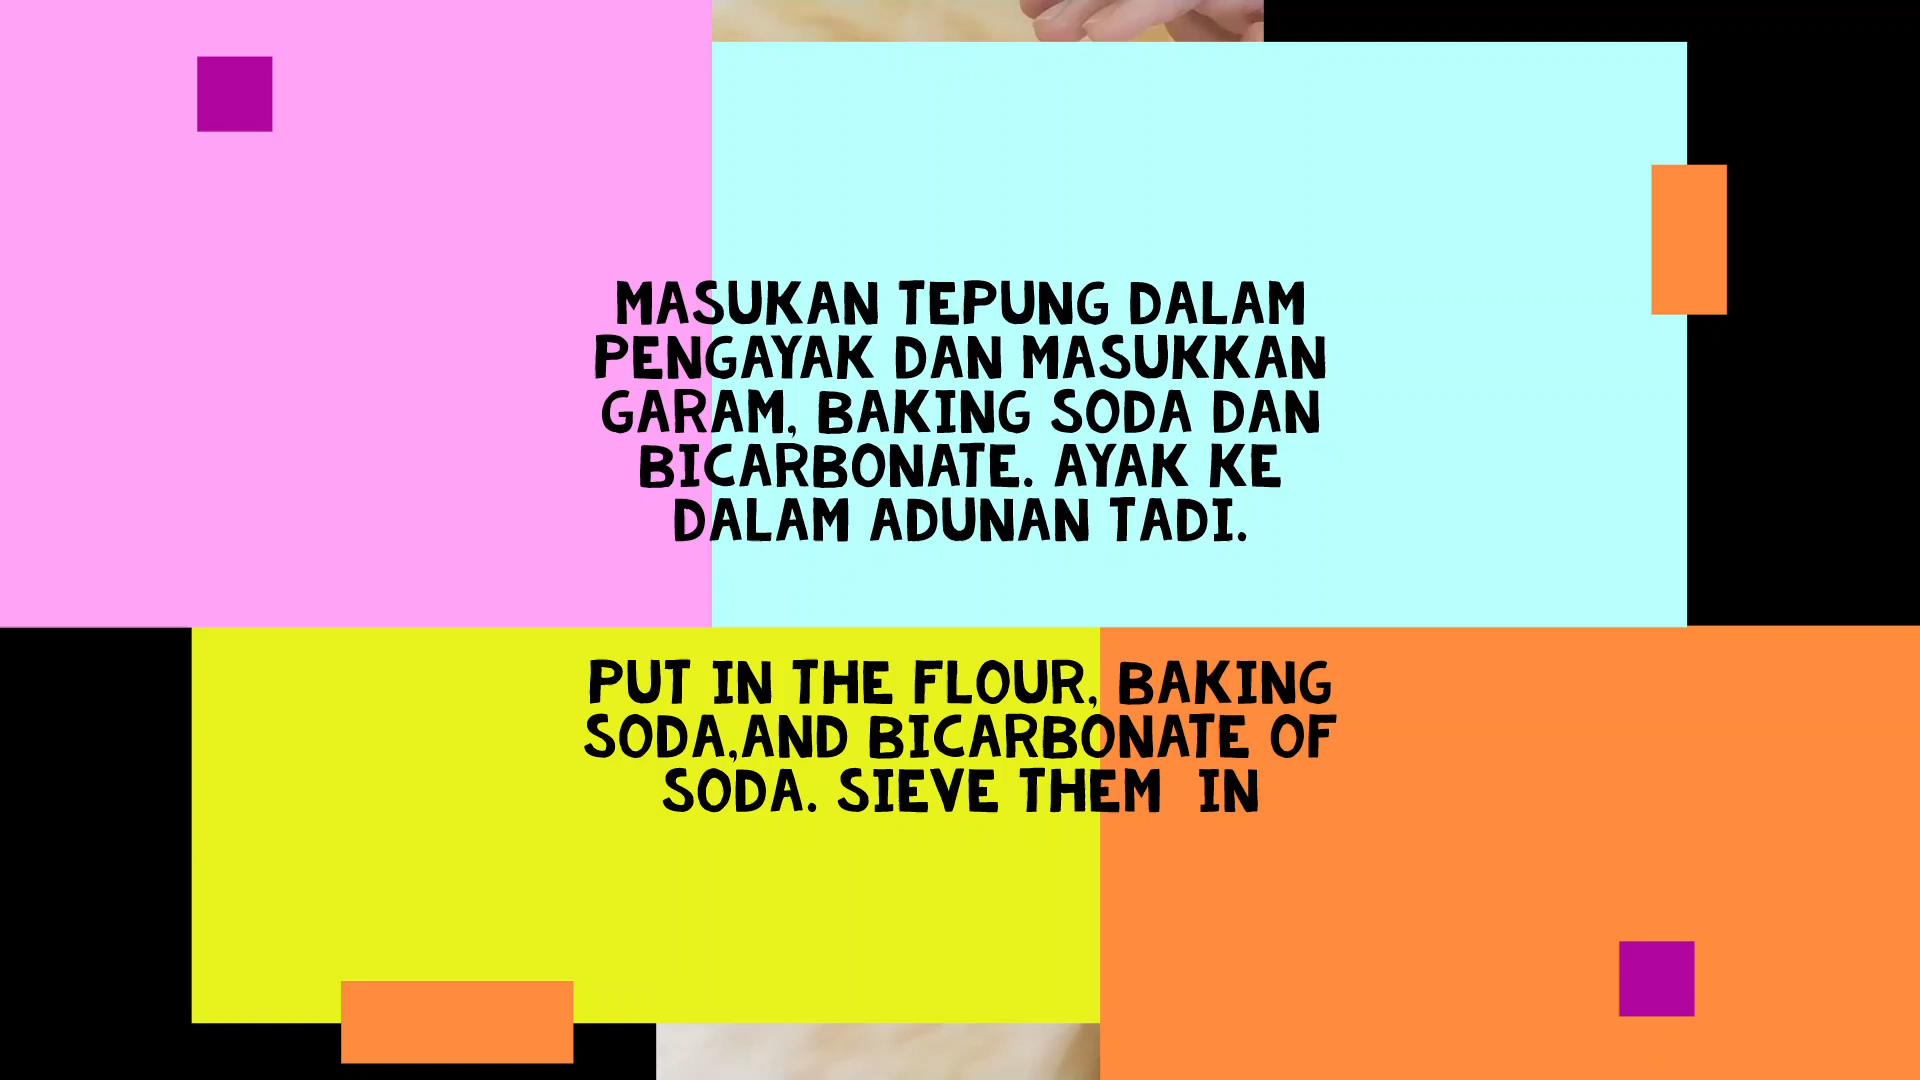 MASUKAN TEPUNG DALAM
PENGAYAK DAN MASUKKAN
GARAM, BAKING SODA DAN
BICARBONATE. AYAK KE
DALAM ADUNAN TADI.
PUT IN THE FLOUR, BAKING
SODA,AND BICARBONATE OF
SODA. SIEVE THEM  IN